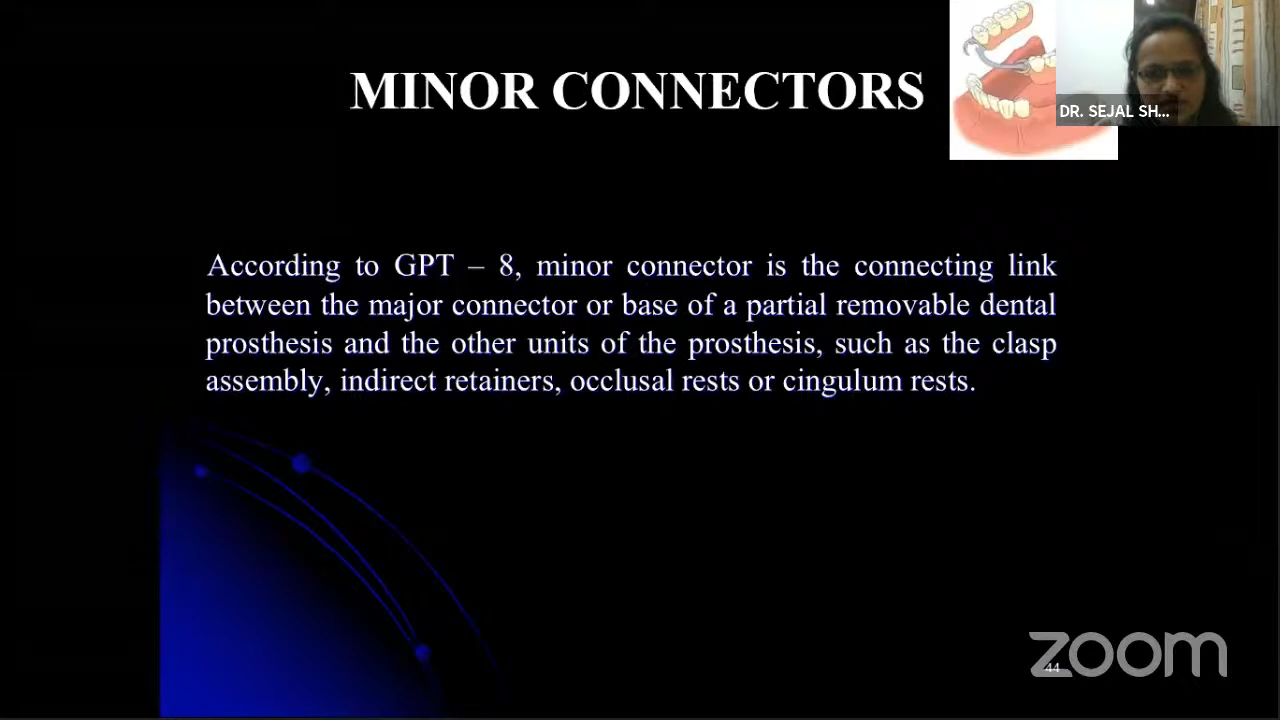 MINOR CONNECTORS
DR. SEJAL SH...
According to GPT – 8, minor connector is the connecting link
between the major connector or base of a partial removable dental
prosthesis and the other units of the prosthesis, such as the clasp
assembly, indirect retainers, occlusal rests or cingulum rests.
zoom
44